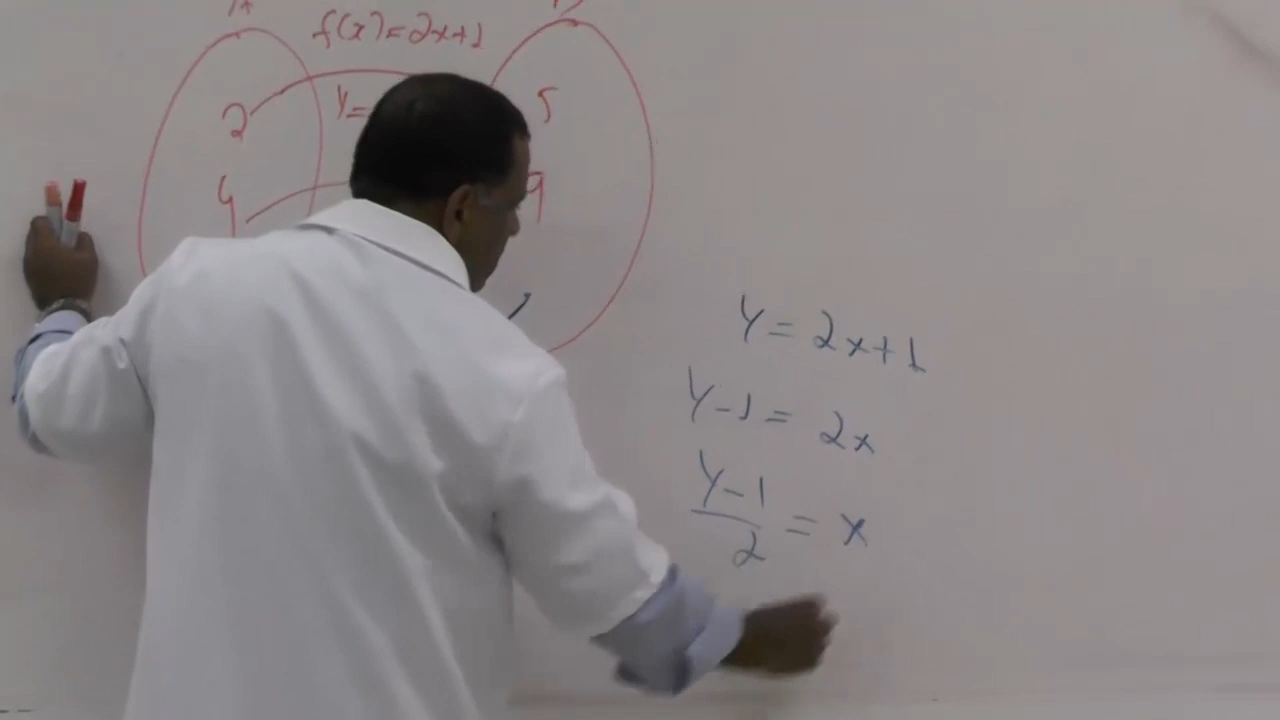 f(x)=2x+1
2 y= 5
4 9
y = 2x+1
y-1 = 2x
y-1
2 = x